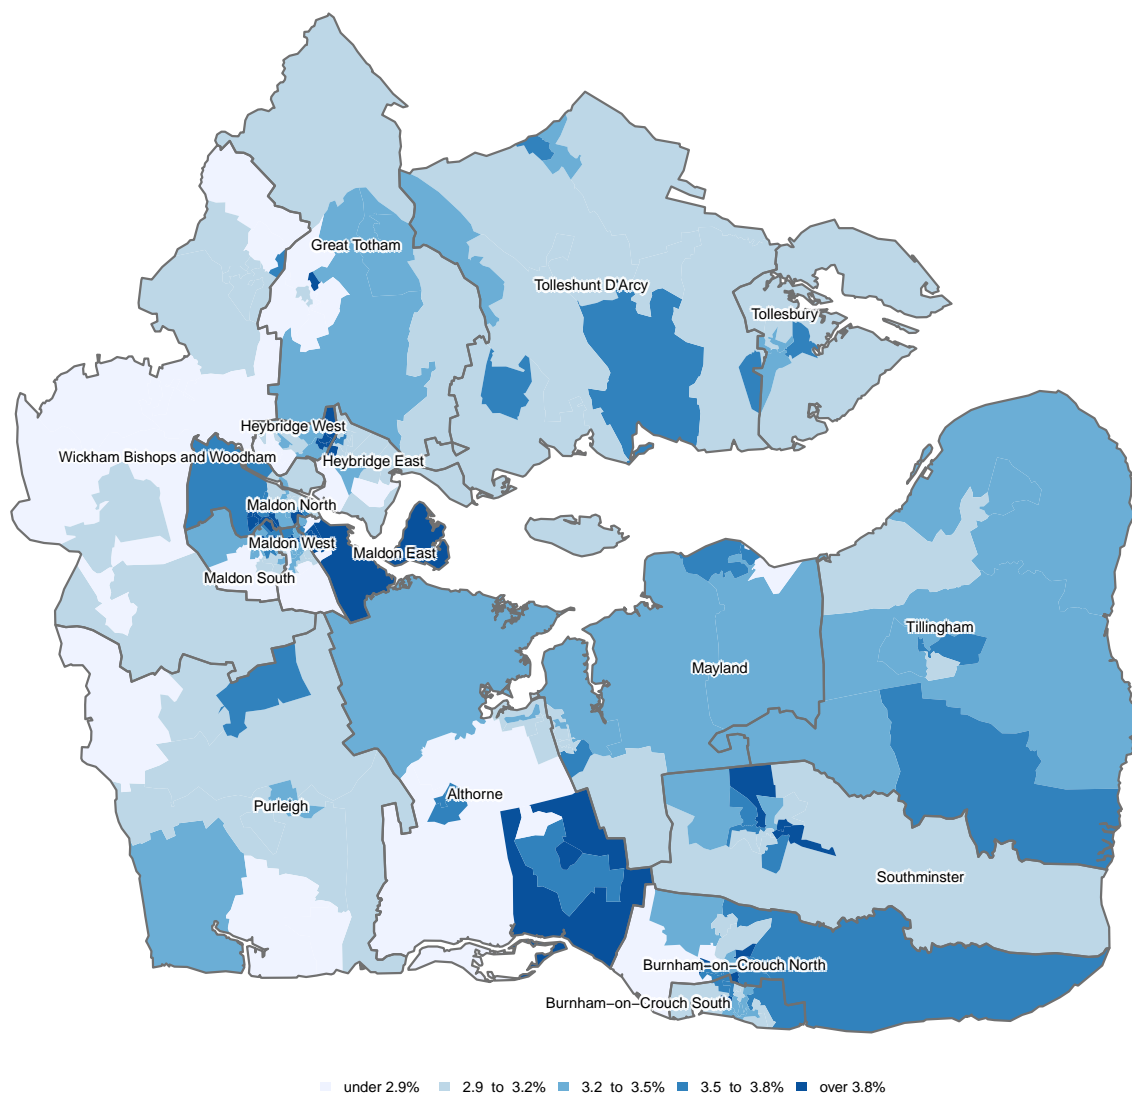 Great Totham
Tolleshunt D'Arcy
Tollesbury
Heybridge West
Wickham Bishops and Woodham
Heybridge East
Maldon North
Maldon West
Maldon East
Maldon South
Tillingham
Mayland
Althorne
Purleigh
Southminster
Burnham−on−Crouch North
Burnham−on−Crouch South
under 2.9% 2.9 to 3.2% 3.2 to 3.5% 3.5 to 3.8% over 3.8%